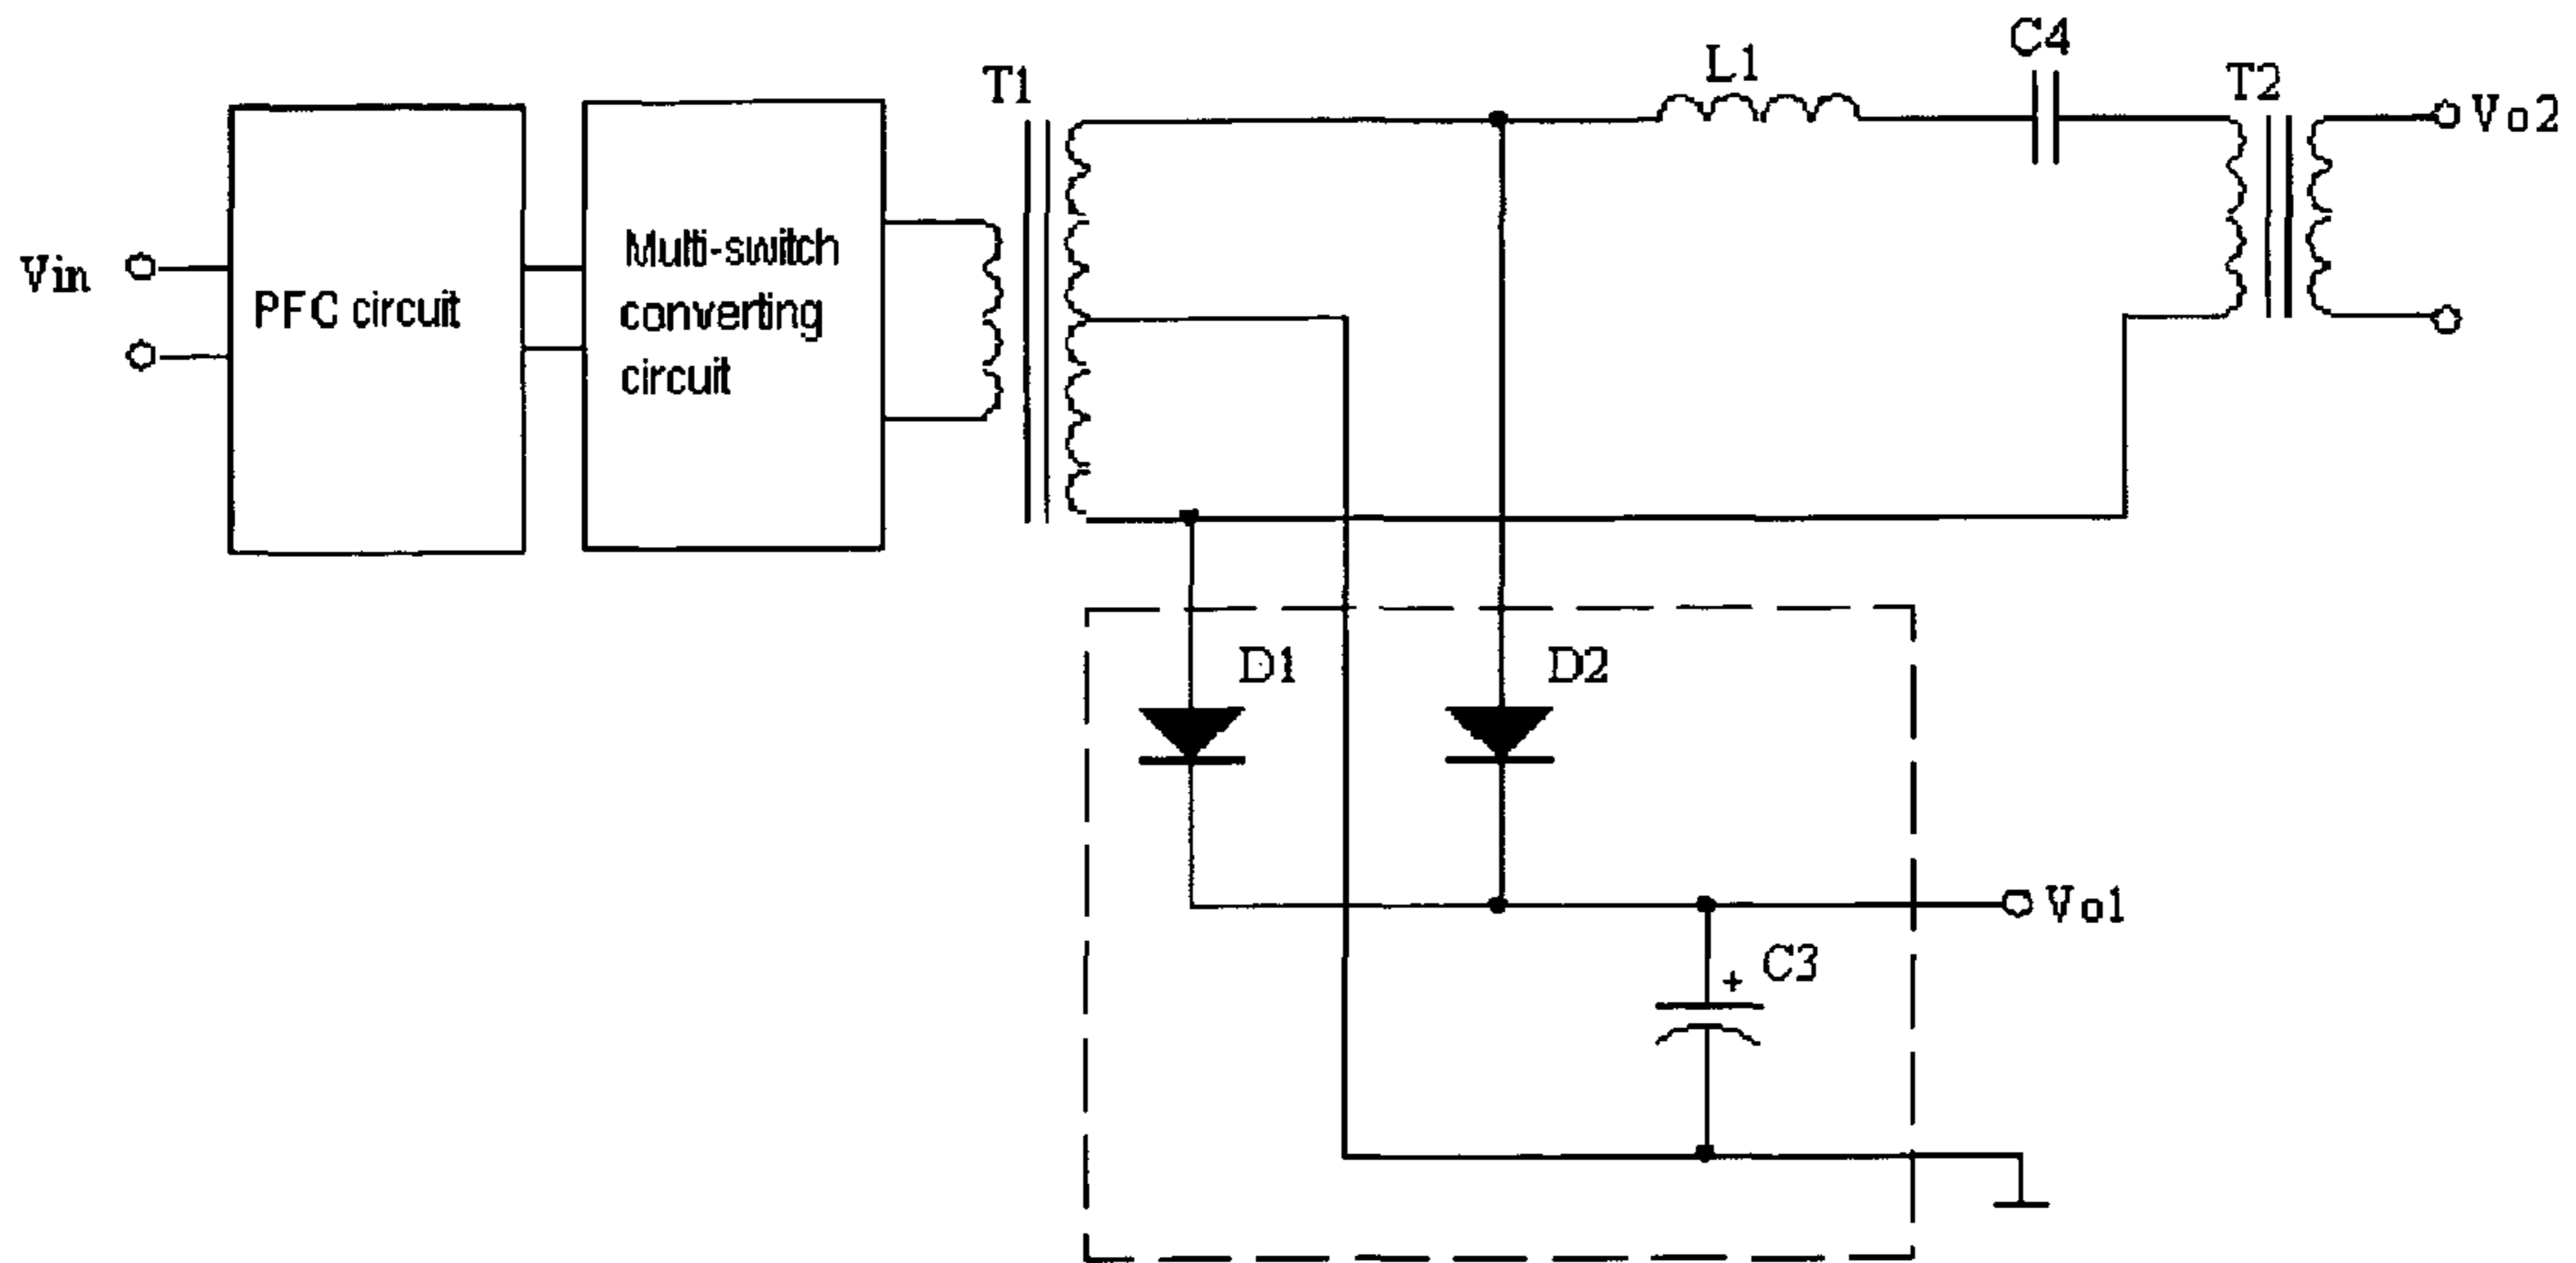 C4
L1
T1
T2
Vo2
Vin
PFC circuit
Multi-switch
converting
circuit
D1
D2
Vo1
+
C3